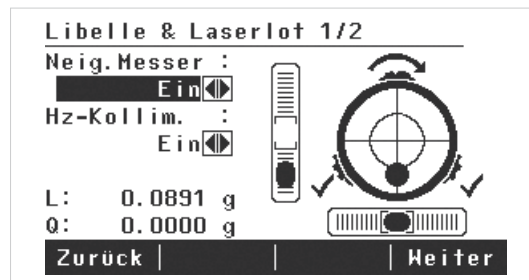 Libelle & Laserlot 1/2
Neig.Messer :
Ein
Hz-Kollim. :
Ein
L: 0.0891 g
Q: 0.0000 g
Zurück | | | Weiter